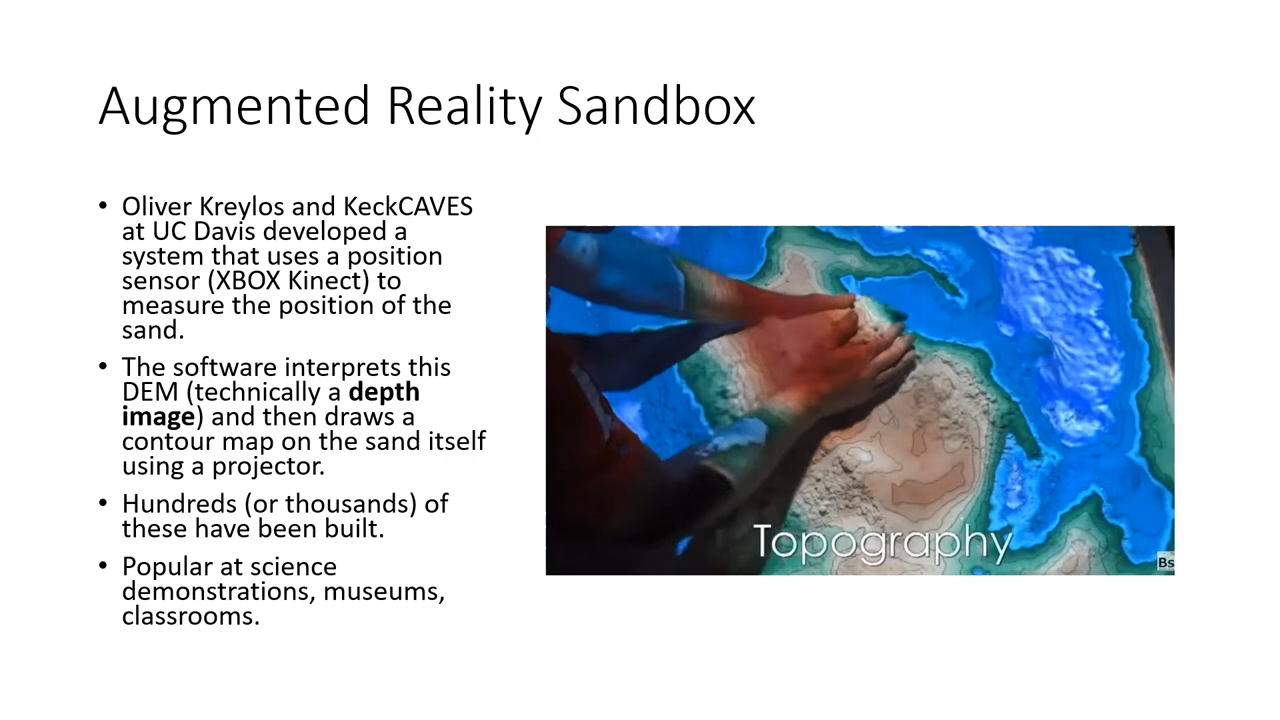 Augmented Reality Sandbox
• Oliver Kreylos and KeckCAVES
at UC Davis developed a
system that uses a position
sensor (XBOX Kinect) to
measure the position of the
sand.
• The software interprets this
DEM (technically a depth
image) and then draws a
contour map on the sand itself
using a projector.
• Hundreds (or thousands) of
these have been built.
• Popular at science
demonstrations, museums,
classrooms.
Topography
Bs